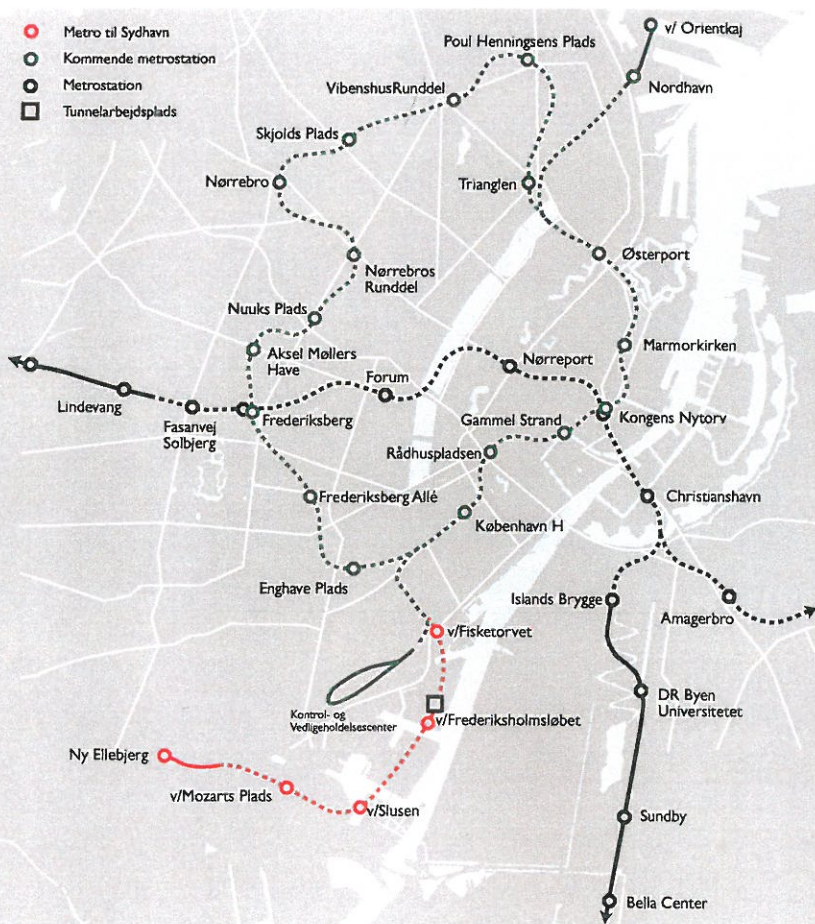 Metro til Sydhavn
Kommende metrostation
Metrostation
Tunnelarbejdsplads
v/ Orientkaj
Poul Henningsens Plads
Nordhavn
VibenshusRunddel
Skjolds Plads
Nørrebro
Trianglen
Østerport
Nørrebros
Runddel
Nuuks Plads
Marmorkirken
Aksel Møllers
Have
Nørreport
Forum
Lindevang
Fasanvej
Solbjerg
Frederiksberg
Gammel Strand
Kongens Nytorv
Rådhuspladsen
Frederiksberg Allé
Christianshavn
København H
Enghave Plads
Islands Brygge
Amagerbro
v/Fisketorvet
DR Byen
Universitetet
Kontrol- og
Vedligeholdelsescenter
v/Frederiksholmsløbet
Ny Ellebjerg
v/Mozarts Plads
v/Slusen
Sundby
Bella Center